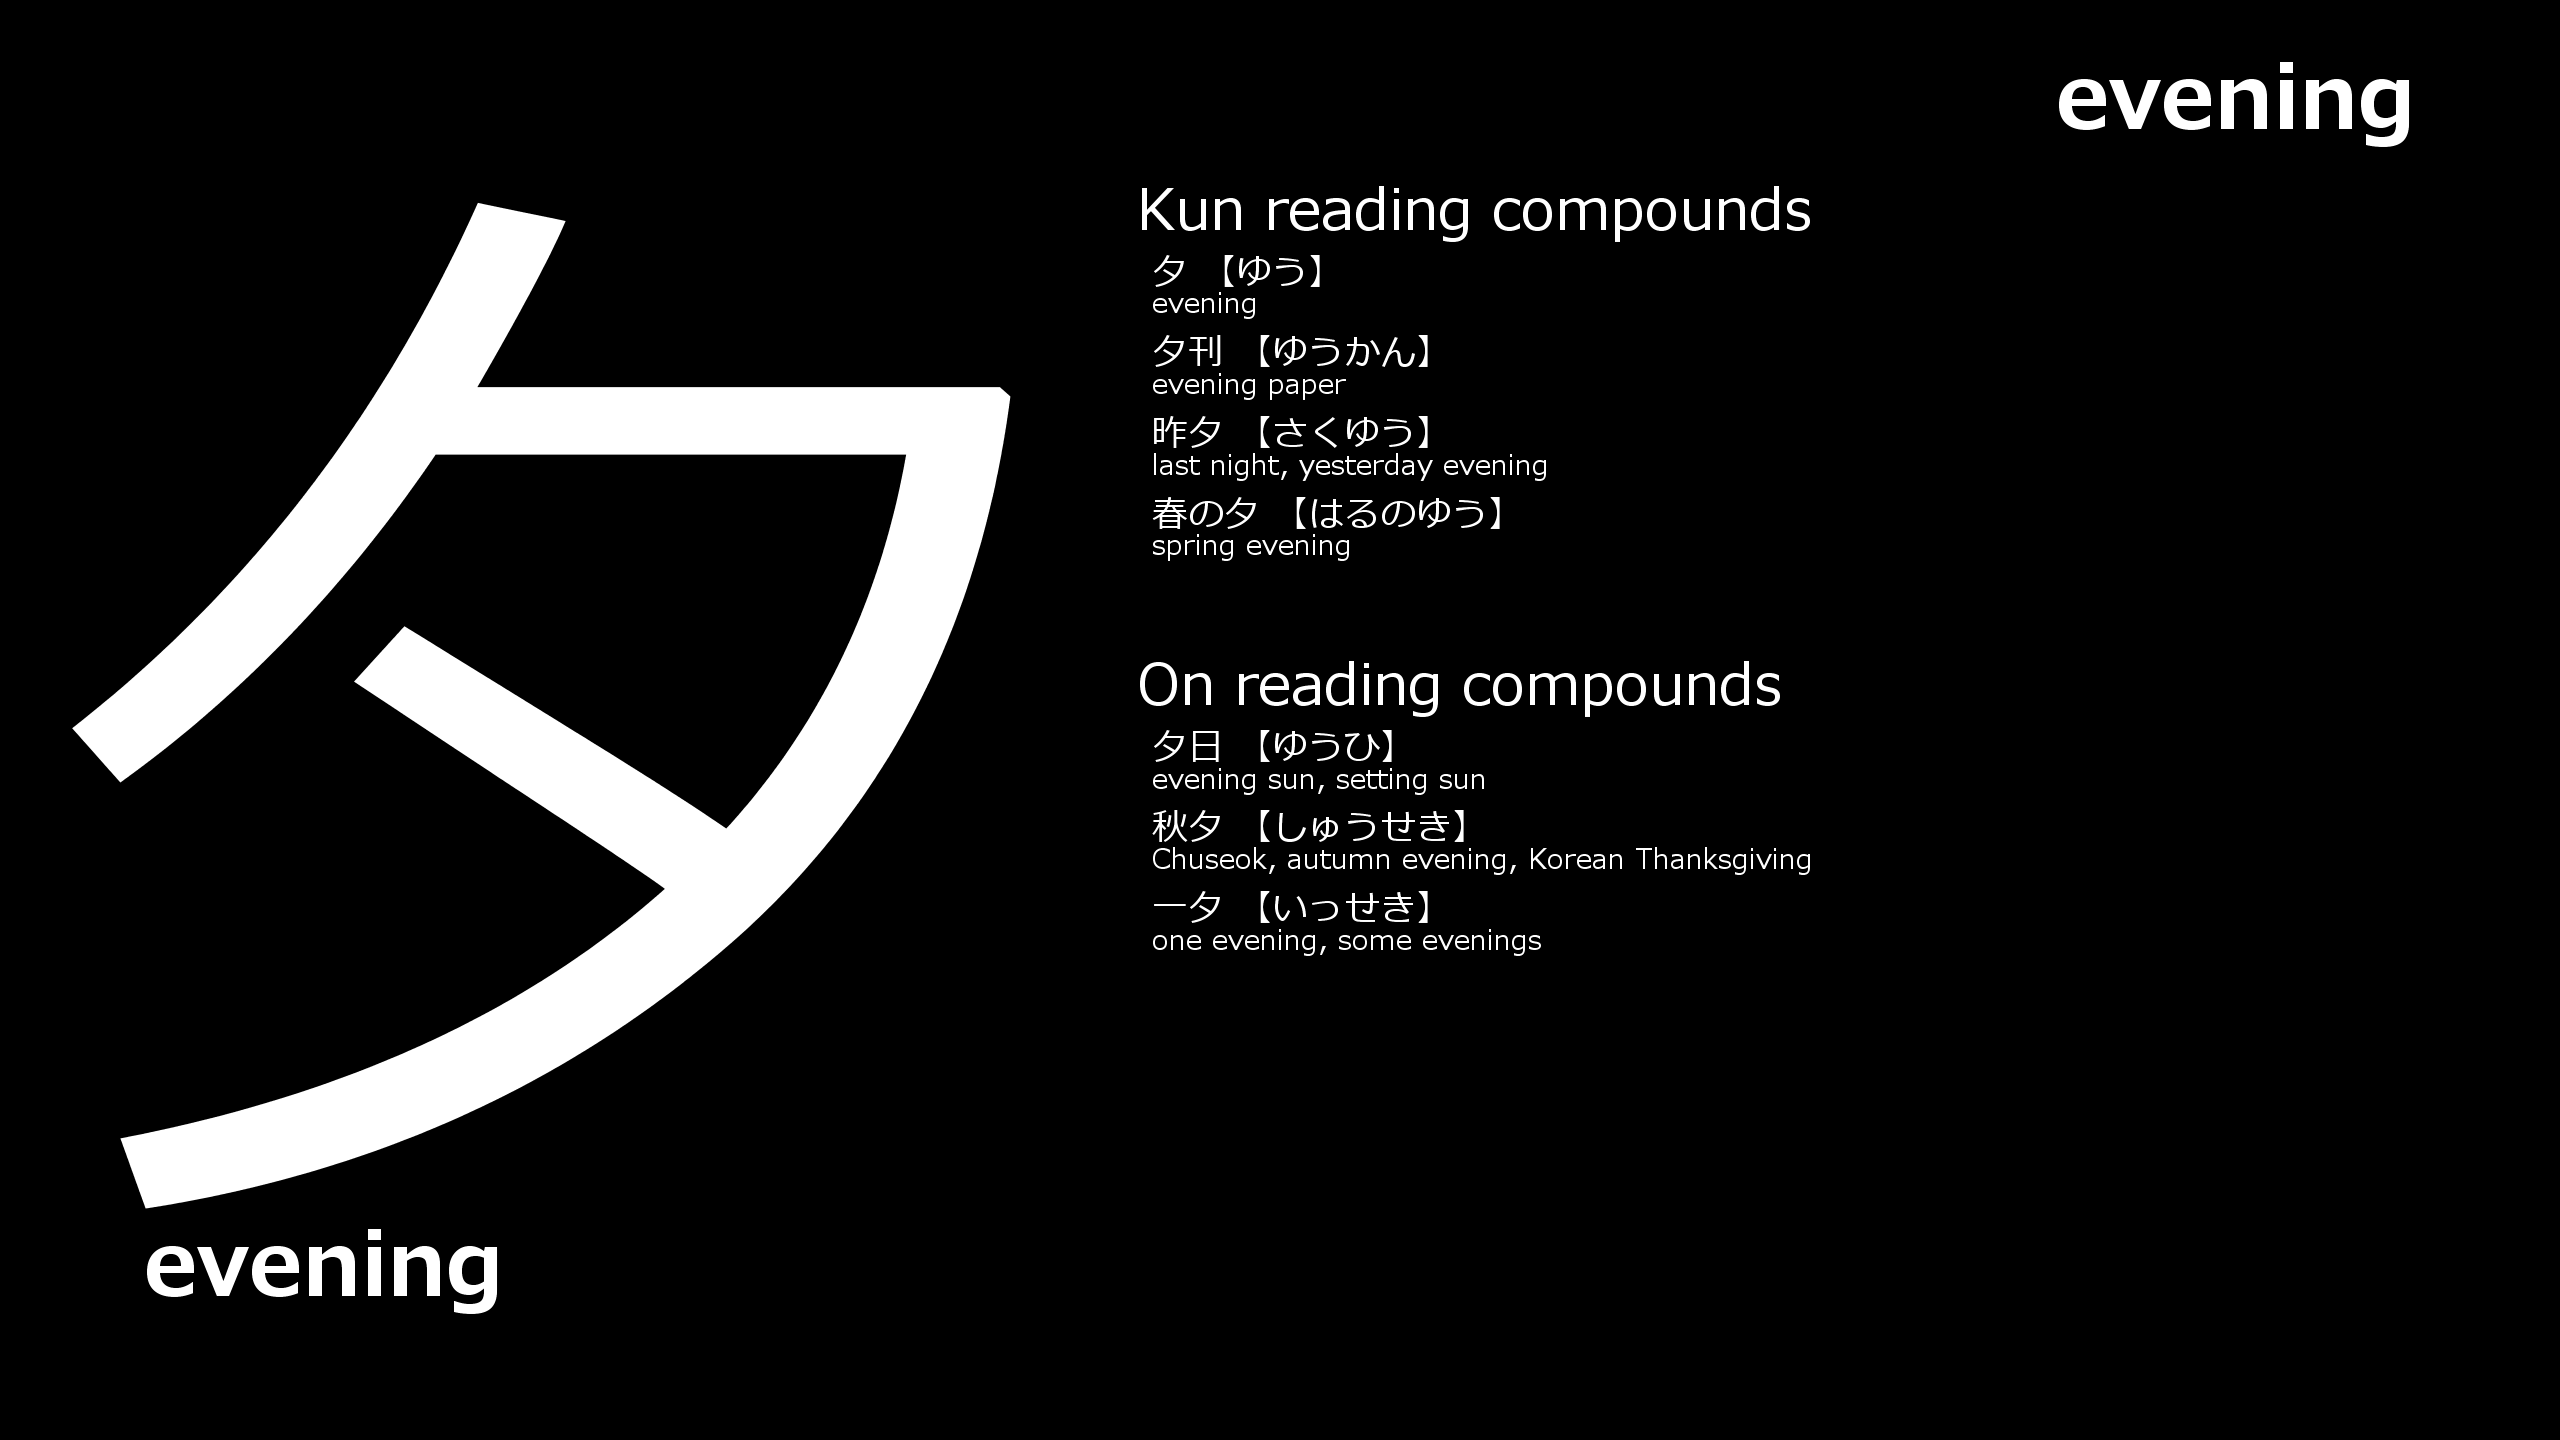 evening
夕
evening
Kun reading compounds
夕 【ゆう】
evening
夕刊 【ゆうかん】
evening paper
昨夕 【さくゆう】
last night, yesterday evening
春の夕 【はるのゆう】
spring evening
On reading compounds
夕日 【ゆうひ】
evening sun, setting sun
秋夕 【しゅうせき】
Chuseok, autumn evening, Korean Thanksgiving
一夕 【いっせき】
one evening, some evenings